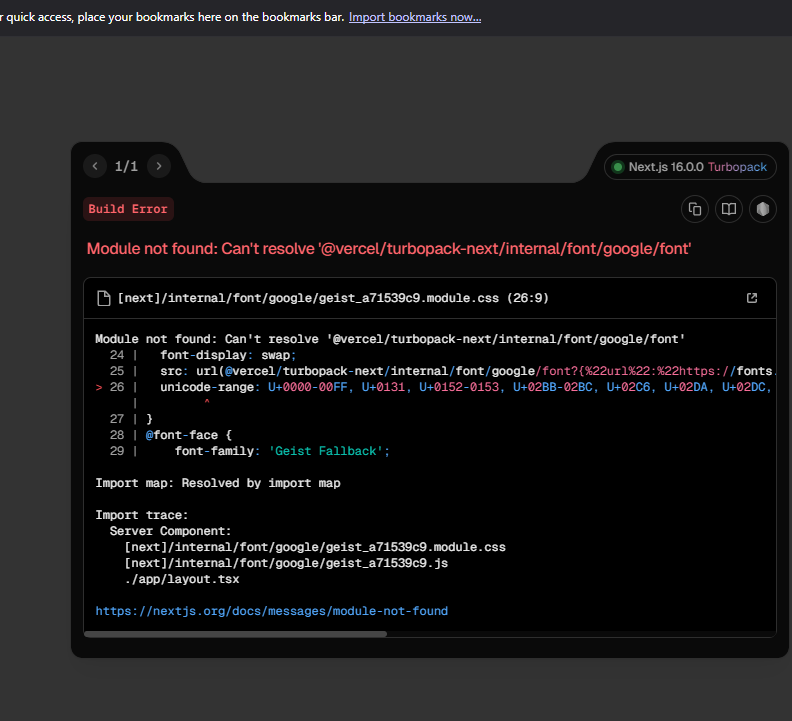 r quick access, place your bookmarks here on the bookmarks bar. Import bookmarks now...
1/1
Next.js 16.0.0 Turbopack
Build Error
Module not found: Can't resolve '@vercel/turbopack-next/internal/font/google/font'
[next]/internal/font/google/geist_a71539c9.module.css (26:9)
Module not found: Can't resolve '@vercel/turbopack-next/internal/font/google/font'
24 |   font-display: swap;
25 |   src: url(@vercel/turbopack-next/internal/font/google/font?{%22url%22:%22https://fonts.
> 26 |   unicode-range: U+0000-00FF, U+0131, U+0152-0153, U+02BB-02BC, U+02C6, U+02DA, U+02DC,
|         ^
27 | }
28 | @font-face {
29 |     font-family: 'Geist Fallback';
Import map: Resolved by import map
Import trace:
Server Component:
[next]/internal/font/google/geist_a71539c9.module.css
[next]/internal/font/google/geist_a71539c9.js
./app/layout.tsx
https://nextjs.org/docs/messages/module-not-found